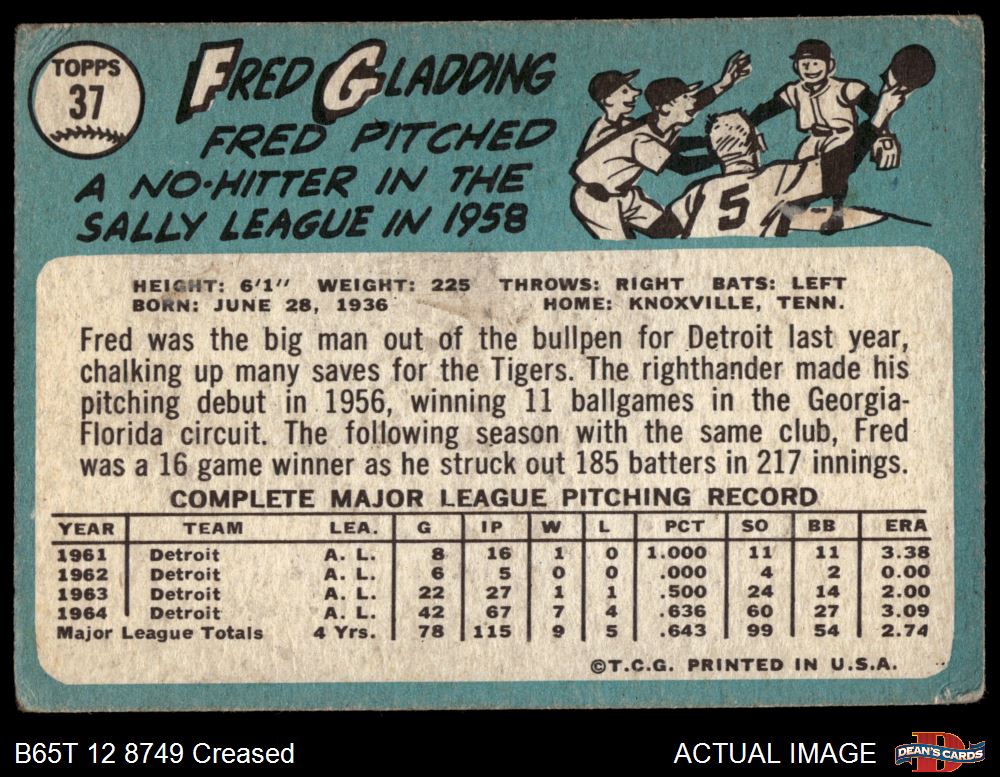 TOPPS
37
FRED GLADDING
FRED PITCHED
A NO-HITTER IN THE
SALLY LEAGUE IN 1958
5
HEIGHT: 6'1" WEIGHT: 225 THROWS: RIGHT BATS: LEFT
BORN: JUNE 28, 1936 HOME: KNOXVILLE, TENN.
Fred was the big man out of the bullpen for Detroit last year,
chalking up many saves for the Tigers. The righthander made his
pitching debut in 1956, winning 11 ballgames in the Georgia-
Florida circuit. The following season with the same club, Fred
was a 16 game winner as he struck out 185 batters in 217 innings.
COMPLETE MAJOR LEAGUE PITCHING RECORD
YEAR TEAM LEA. G IP W L PCT SO BB ERA
1961 Detroit A. L. 8 16 1 0 1.000 11 11 3.38
1962 Detroit A. L. 6 5 0 0 .000 4 2 0.00
1963 Detroit A. L. 22 27 1 1 .500 24 14 2.00
1964 Detroit A. L. 42 67 7 4 .636 60 27 3.09
Major League Totals 4 Yrs. 78 115 9 5 .643 99 54 2.74
©T.C.G. PRINTED IN U.S.A.
B65T 12 8749 Creased
ACTUAL IMAGE
DEAN'S CARDS